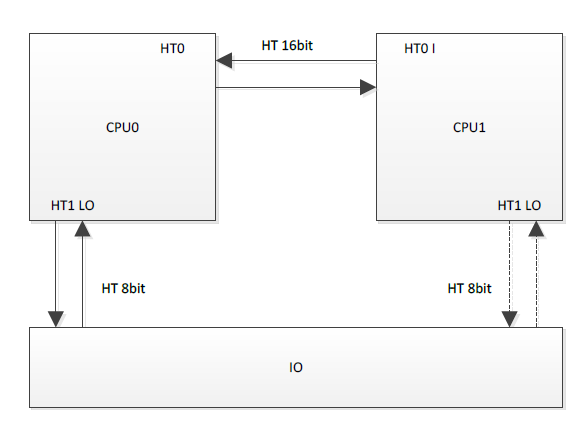 HT0
HT 16bit
HT0 I
CPU0
CPU1
HT1 LO
HT1 LO
HT 8bit
HT 8bit
IO